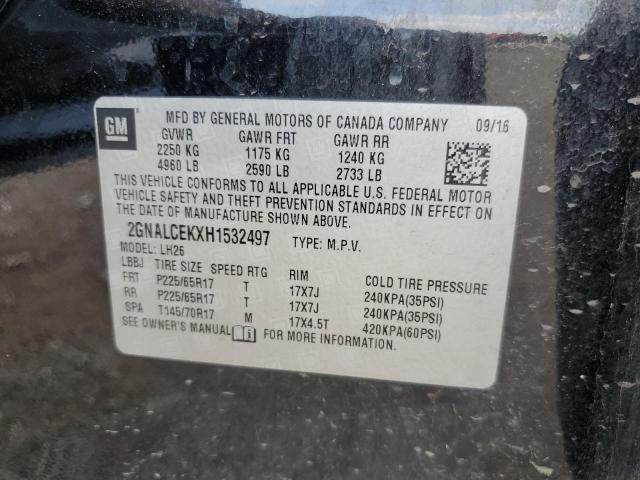 GM
MFD BY GENERAL MOTORS OF CANADA COMPANY 09/16
GVWR GAWR FRT GAWR RR
2250 KG 1175 KG 1240 KG
4960 LB 2590 LB 2733 LB
THIS VEHICLE CONFORMS TO ALL APPLICABLE U.S. FEDERAL MOTOR
VEHICLE SAFETY AND THEFT PREVENTION STANDARDS IN EFFECT ON
THE DATE OF MANUFACTURE SHOWN ABOVE.
2GNALCEKXH1532497 TYPE: M.P.V.
MODEL: LH26
LBBJ TIRE SIZE SPEED RTG RIM COLD TIRE PRESSURE
FRT P225/65R17 T 17X7J 240KPA(35PSI)
RR P225/65R17 T 17X7J 240KPA(35PSI)
SPA T145/70R17 M 17X4.5T 420KPA(60PSI)
SEE OWNER'S MANUAL FOR MORE INFORMATION.